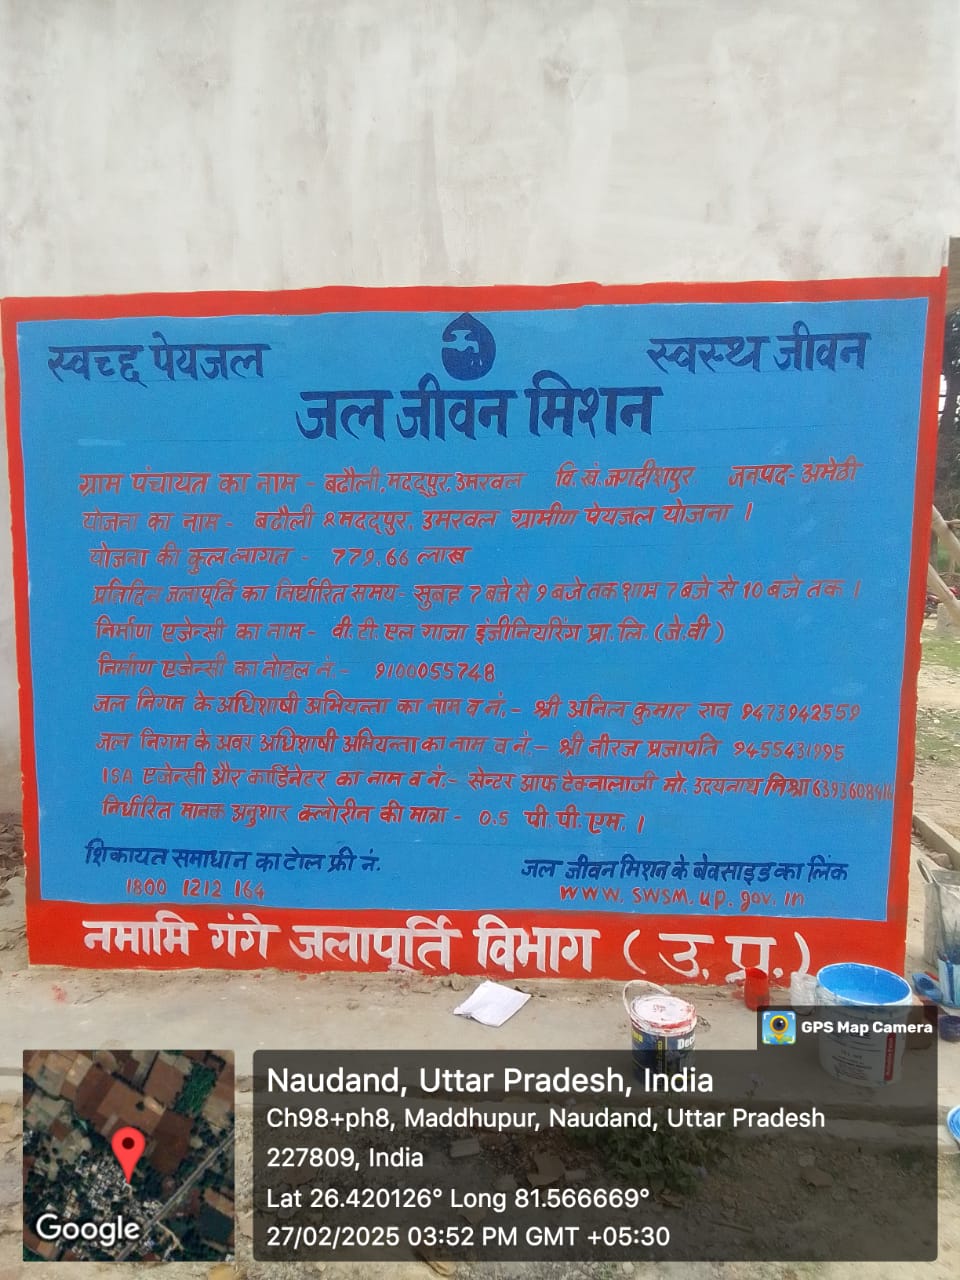 स्वच्छ पेयजल
स्वस्थ जीवन
जल जीवन मिशन
ग्राम पंचायत का नाम - बढौली, मदद्पुर, उमरवल वि. खं. जगदीशपुर जनपद- अमेठी
योजना का नाम - बढौली & मदद्पुर, उमरवल ग्रामीण पेयजल योजना ।
योजना की कुल लागत - 779.66 लाख
प्रतिदिन जलापूर्ति का निर्धारित समय- सुबह 7 बजे से 9 बजे तक शाम 7 बजे से 10 बजे तक ।
निर्माण एजेन्सी का नाम - वी. टी. एल गाजा इंजीनियरिंग प्रा. लि. (जे. वी )
निर्माण एजेन्सी का नोडल नं. - 9100055748
जल निगम के अधिशाषी अभियन्ता का नाम व नं. - श्री अनिल कुमार राव 9473942559
जल निगम के अवर अधिशाषी अभियन्ता का नाम व नं. - श्री नीरज प्रजापति 9455431995
ISA एजेन्सी और कार्डिनेटर का नाम व नं. - सेन्टर आफ टेक्नालाजी मो. उदयनाथ मिश्रा
निर्धारित मानक अनुशार क्लोरीन की मात्रा - 0.5 पी. पी. एम. ।
शिकायत समाधान का टोल फ्री नं.
जल जीवन मिशन के बेवसाइड का लिंक
1800 1212 164
www. swsm. up. gov. in
नमामि गंगे जलापूर्ति विभाग ( उ. प्र. )
GPS Map Camera
Naudand, Uttar Pradesh, India
Ch98+ph8, Maddhupur, Naudand, Uttar Pradesh
227809, India
Lat 26.420126° Long 81.566669°
27/02/2025 03:52 PM GMT +05:30
Google